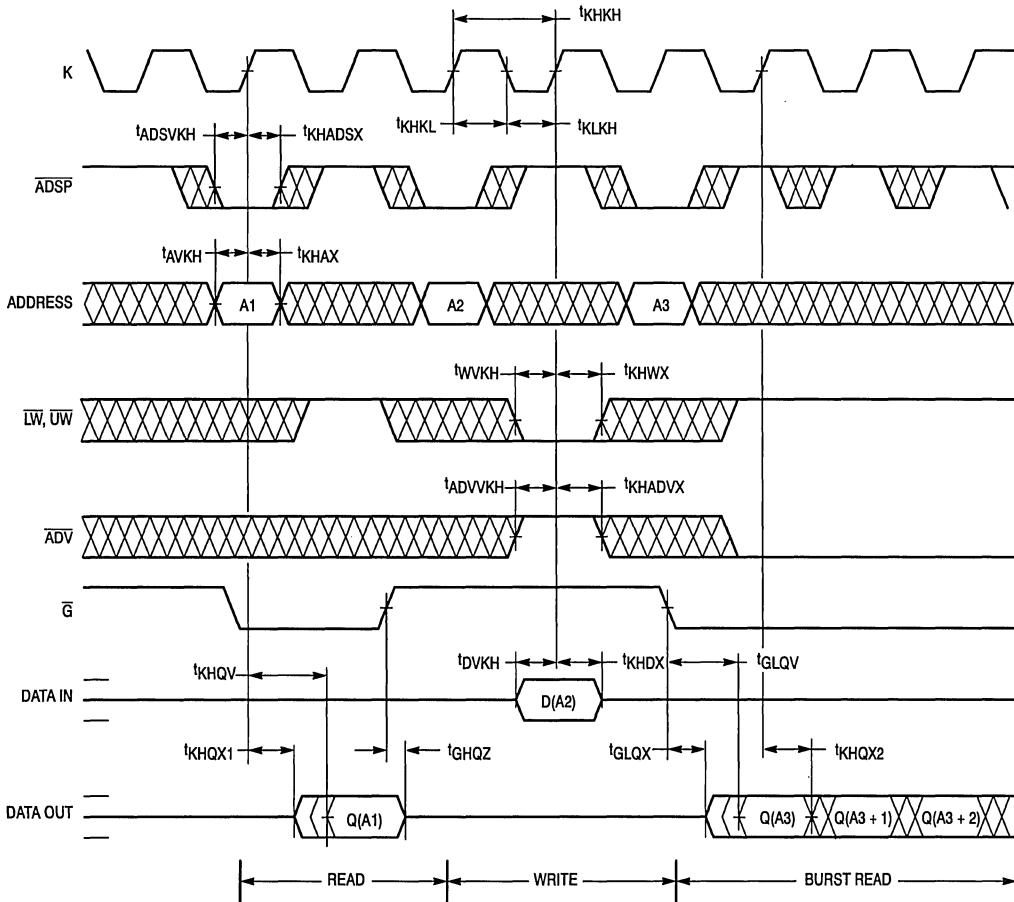 tKHKH
K
tADSVKH
tKHADSX
tKHKL
tKLKH
ADSP
tAVKH
tKHAX
ADDRESS
A1
A2
A3
tWVKH
tKHWX
LW, UW
tADVVKH
tKHADVX
ADV
G
tKHQV
tDVKH
tKHDX
tGLQV
DATA IN
D(A2)
tKHQX1
tGHQZ
tGLQX
tKHQX2
DATA OUT
Q(A1)
Q(A3)
Q(A3 + 1)
Q(A3 + 2)
READ
WRITE
BURST READ